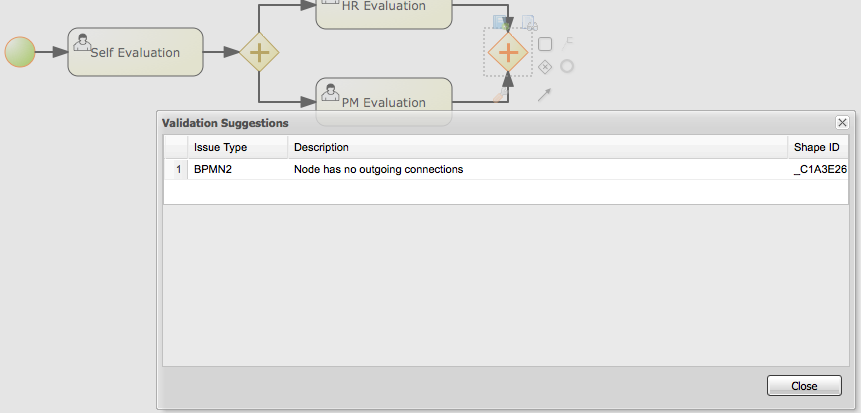 HR Evaluation
Self Evaluation
PM Evaluation
Validation Suggestions
Issue Type Description Shape ID
1 BPMN2 Node has no outgoing connections _C1A3E26
Close